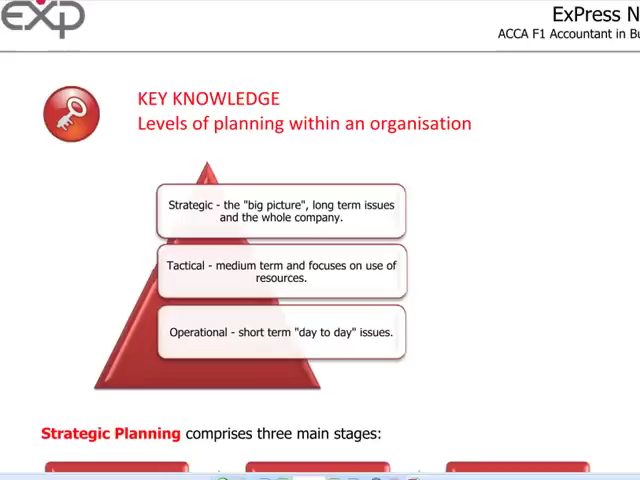 exp
ExPress N
ACCA F1 Accountant in Bu
KEY KNOWLEDGE
Levels of planning within an organisation
Strategic - the "big picture", long term issues
and the whole company.
Tactical - medium term and focuses on use of
resources.
Operational - short term "day to day" issues.
Strategic Planning comprises three main stages: